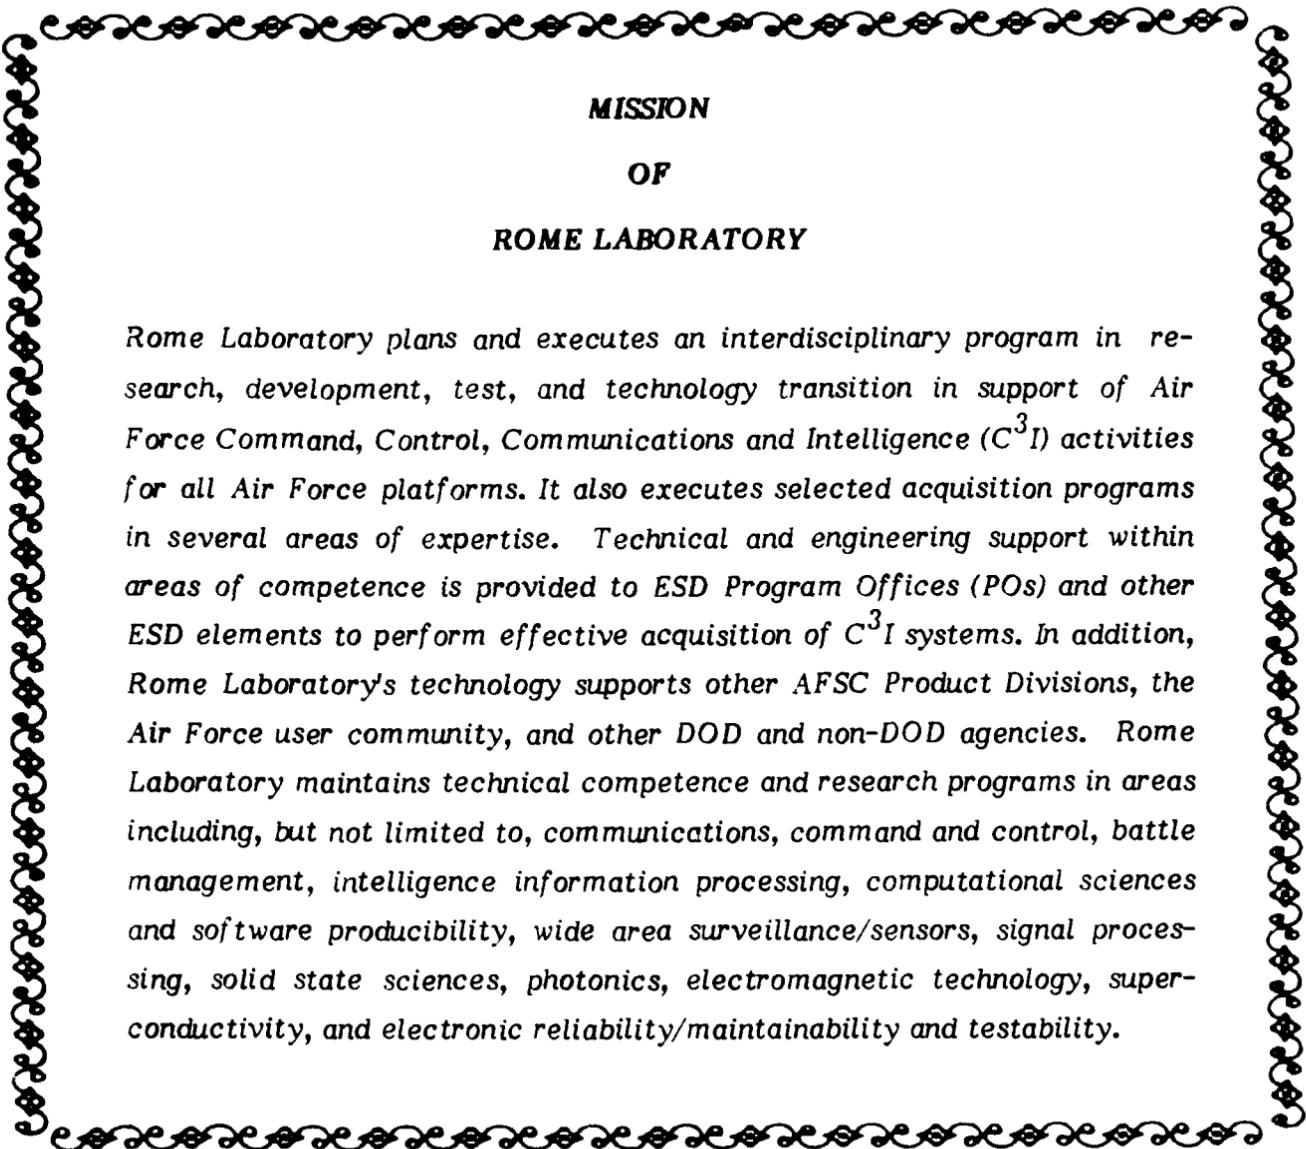 MISSION
OF
ROME LABORATORY
Rome Laboratory plans and executes an interdisciplinary program in re-
search, development, test, and technology transition in support of Air
Force Command, Control, Communications and Intelligence (C³I) activities
for all Air Force platforms. It also executes selected acquisition programs
in several areas of expertise. Technical and engineering support within
areas of competence is provided to ESD Program Offices (POs) and other
ESD elements to perform effective acquisition of C³I systems. In addition,
Rome Laboratory's technology supports other AFSC Product Divisions, the
Air Force user community, and other DOD and non-DOD agencies. Rome
Laboratory maintains technical competence and research programs in areas
including, but not limited to, communications, command and control, battle
management, intelligence information processing, computational sciences
and software producibility, wide area surveillance/sensors, signal proces-
sing, solid state sciences, photonics, electromagnetic technology, super-
conductivity, and electronic reliability/maintainability and testability.